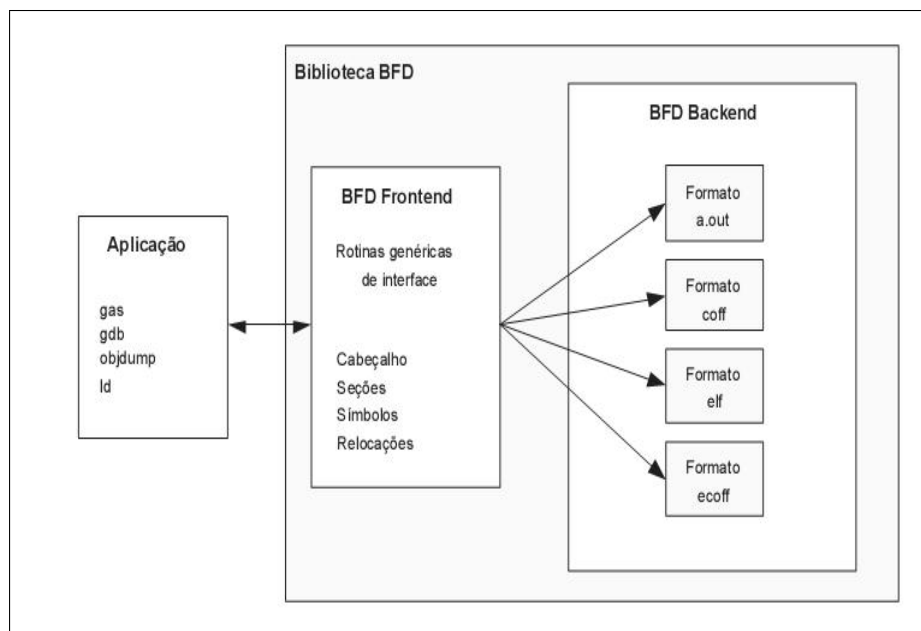 Biblioteca BFD
BFD Backend
BFD Frontend
Rotinas genéricas
de interface
Cabeçalho
Seções
Símbolos
Relocações
Aplicação
gas
gdb
objdump
ld
Formato
a.out
Formato
coff
Formato
elf
Formato
ecoff